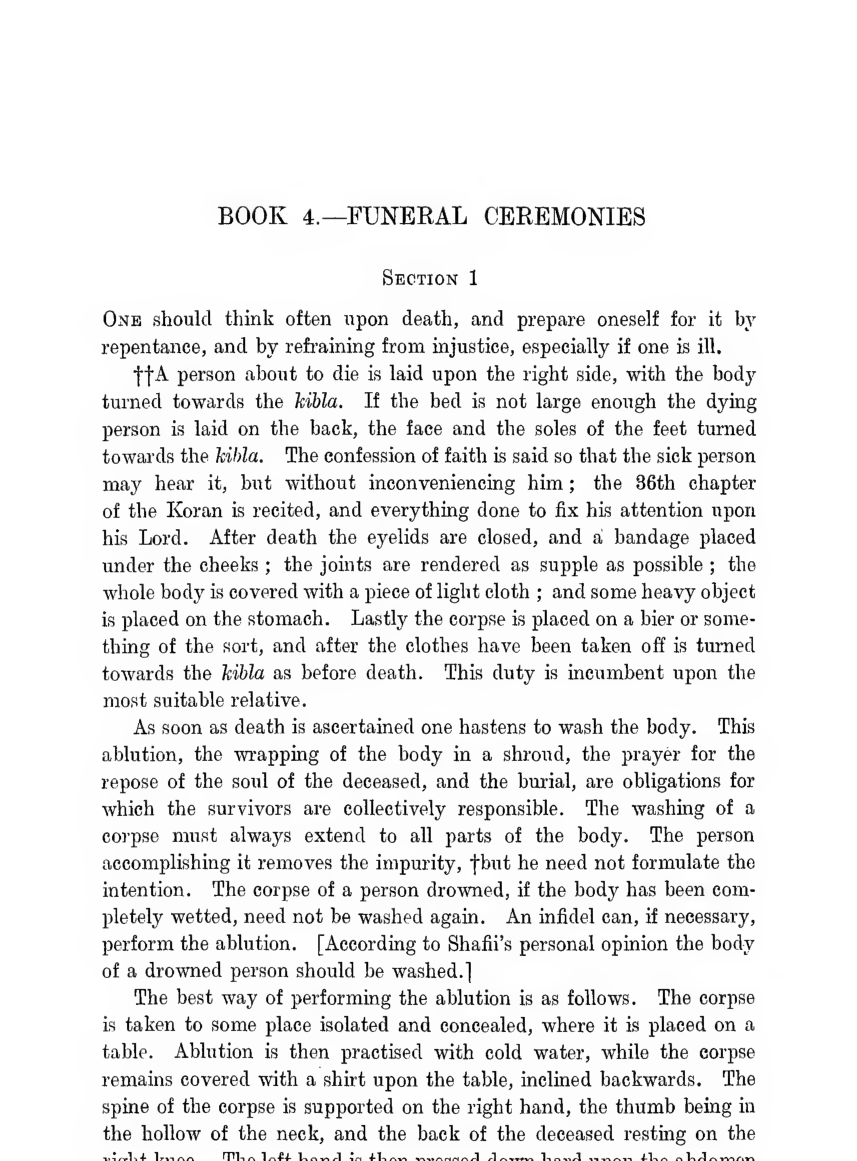 BOOK 4.—FUNERAL CEREMONIES
SECTION 1
ONE should think often upon death, and prepare oneself for it by
repentance, and by refraining from injustice, especially if one is ill.
††A person about to die is laid upon the right side, with the body
turned towards the kibla. If the bed is not large enough the dying
person is laid on the back, the face and the soles of the feet turned
towards the kibla. The confession of faith is said so that the sick person
may hear it, but without inconveniencing him ; the 36th chapter
of the Koran is recited, and everything done to fix his attention upon
his Lord. After death the eyelids are closed, and a bandage placed
under the cheeks ; the joints are rendered as supple as possible ; the
whole body is covered with a piece of light cloth ; and some heavy object
is placed on the stomach. Lastly the corpse is placed on a bier or some-
thing of the sort, and after the clothes have been taken off is turned
towards the kibla as before death. This duty is incumbent upon the
most suitable relative.
As soon as death is ascertained one hastens to wash the body. This
ablution, the wrapping of the body in a shroud, the prayer for the
repose of the soul of the deceased, and the burial, are obligations for
which the survivors are collectively responsible. The washing of a
corpse must always extend to all parts of the body. The person
accomplishing it removes the impurity, †but he need not formulate the
intention. The corpse of a person drowned, if the body has been com-
pletely wetted, need not be washed again. An infidel can, if necessary,
perform the ablution. [According to Shafii's personal opinion the body
of a drowned person should be washed.]
The best way of performing the ablution is as follows. The corpse
is taken to some place isolated and concealed, where it is placed on a
table. Ablution is then practised with cold water, while the corpse
remains covered with a shirt upon the table, inclined backwards. The
spine of the corpse is supported on the right hand, the thumb being in
the hollow of the neck, and the back of the deceased resting on the
right knee. The left hand is then pressed down hard upon the abdomen